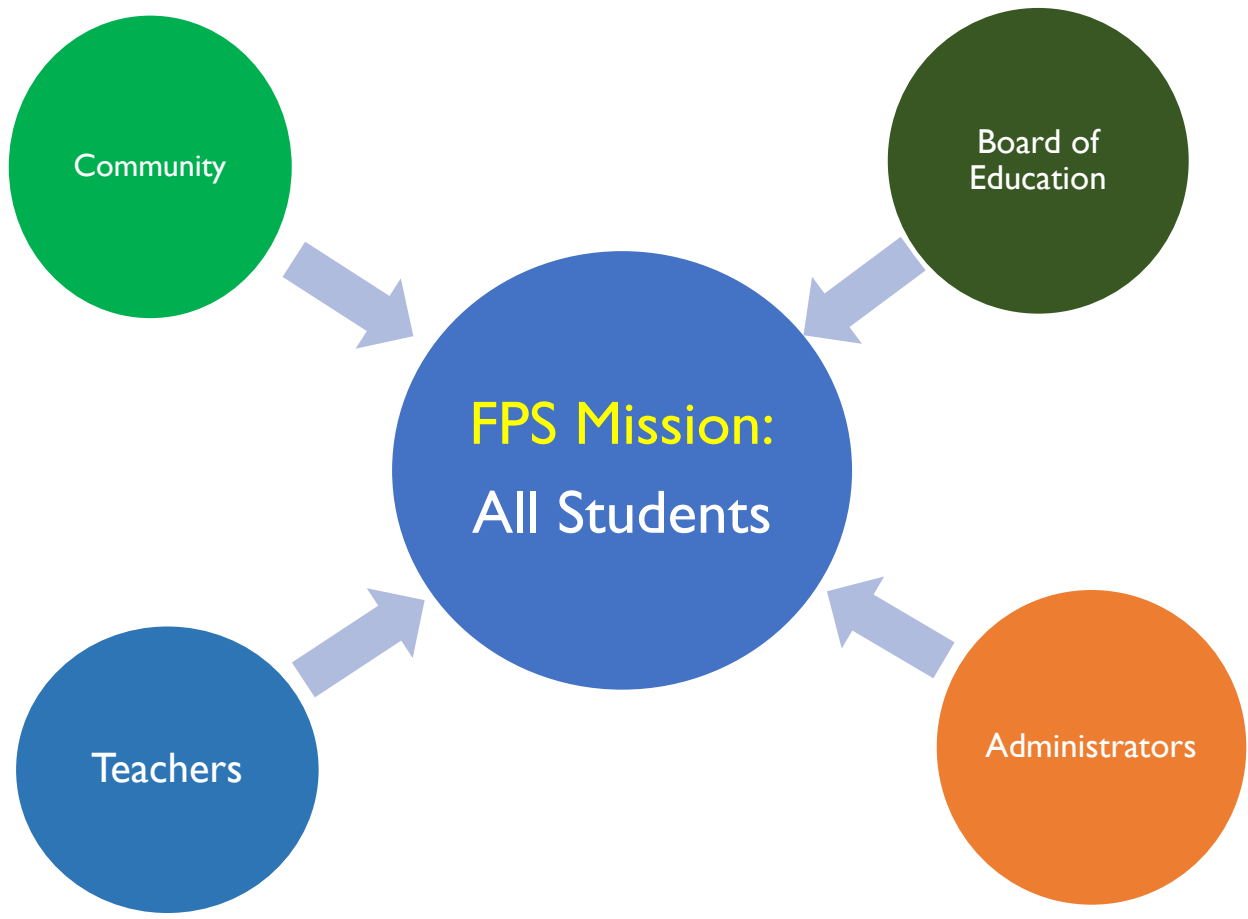 Community
Board of
Education
FPS Mission:
All Students
Teachers
Administrators